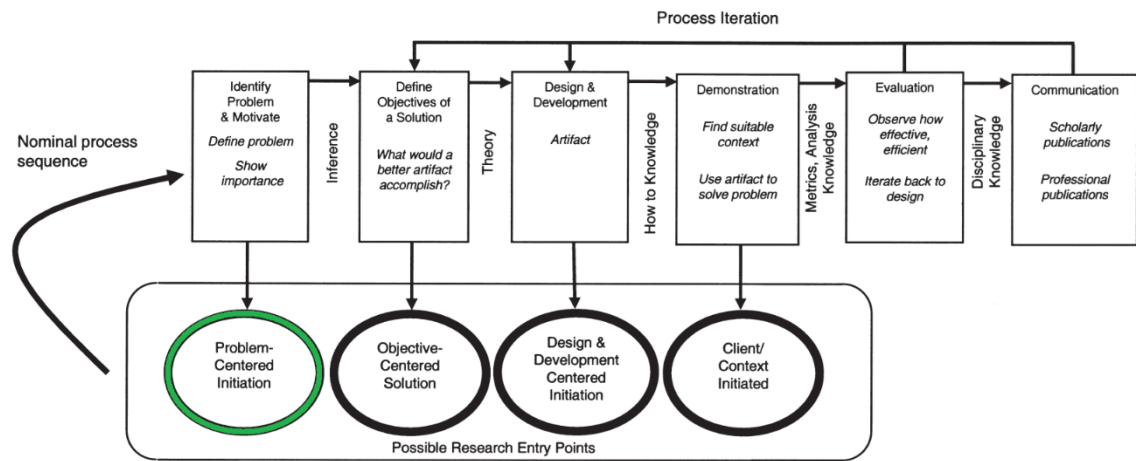 Process Iteration
Nominal process
sequence
Identify
Problem
& Motivate
Define problem
Show
importance
Inference
Define
Objectives of
a Solution
What would a
better artifact
accomplish?
Theory
Design &
Development
Artifact
How to Knowledge
Demonstration
Find suitable
context
Use artifact to
solve problem
Metrics, Analysis
Knowledge
Evaluation
Observe how
effective,
efficient
Iterate back to
design
Disciplinary
Knowledge
Communication
Scholarly
publications
Professional
publications
Problem-
Centered
Initiation
Objective-
Centered
Solution
Design &
Development
Centered
Initiation
Client/
Context
Initiated
Possible Research Entry Points